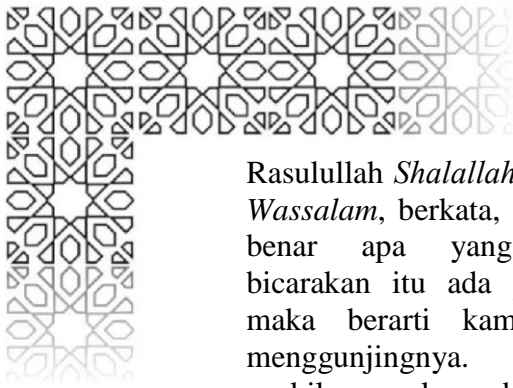 Rasulullah Shalallah
Wassalam, berkata,
benar apa yang
bicarakan itu ada
maka berarti kam
menggunjingnya.